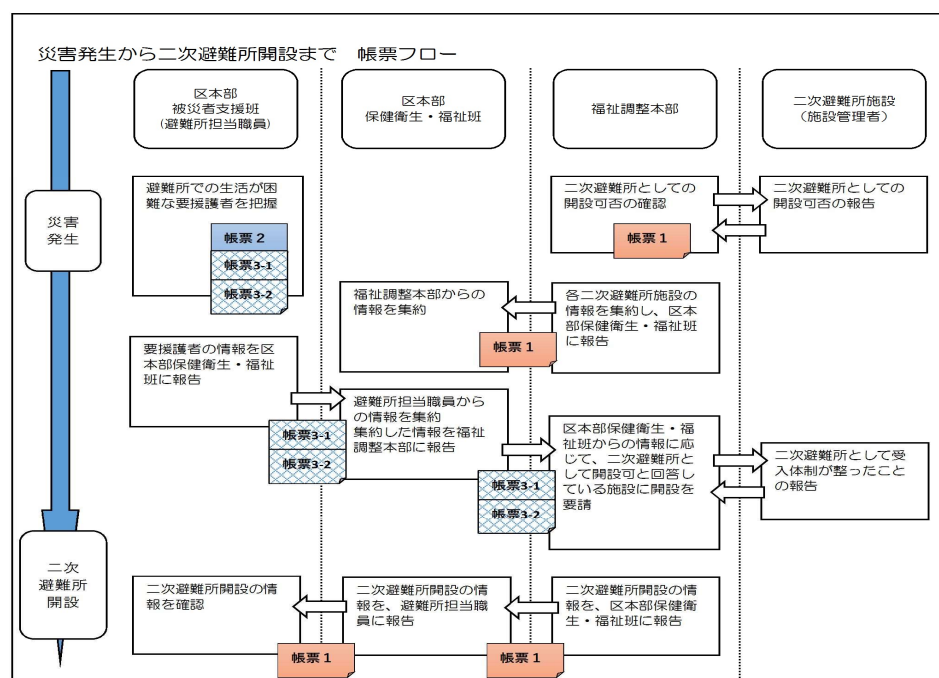 災害発生から二次避難所開設まで　帳票フロー
区本部
被災者支援班
(避難所担当職員)
区本部
保健衛生・福祉班
福祉調整本部
二次避難所施設
（施設管理者）
災害
発生
避難所での生活が困
難な要援護者を把握
帳票２
帳票3-1
帳票3-2
二次避難所としての
開設可否の確認
帳票１
二次避難所としての
開設可否の報告
福祉調整本部からの
情報を集約
帳票１
各二次避難所施設の
情報を集約し、区本
部保健衛生・福祉班
に報告
要援護者の情報を区
本部保健衛生・福祉
班に報告
帳票3-1
帳票3-2
避難所担当職員から
の情報を集約
集約した情報を福祉
調整本部に報告
帳票3-1
帳票3-2
区本部保健衛生・福
祉班からの情報に応
じて、二次避難所と
して開設可と回答し
ている施設に開設を
要請
二次避難所として受
入体制が整ったこと
の報告
二次
避難所
開設
二次避難所開設の情
報を確認
帳票１
二次避難所開設の情
報を、避難所担当職
員に報告
帳票１
二次避難所開設の情
報を、区本部保健衛
生・福祉班に報告